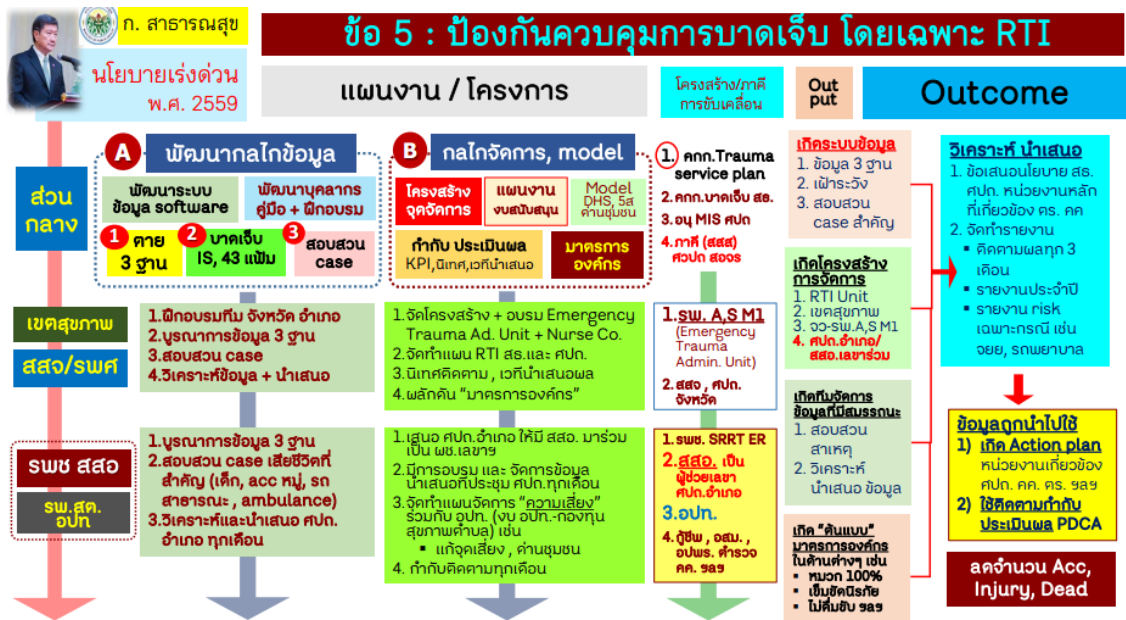 ก. สาธารณสุข
นโยบายเร่งด่วน
พ.ศ. 2559
ข้อ 5 : ป้องกันควบคุมการบาดเจ็บ โดยเฉพาะ RTI
แผนงาน / โครงการ
โครงสร้าง/ภาคี
การขับเคลื่อน
Out
put
Outcome
ส่วน
กลาง
A
พัฒนากลไกข้อมูล
พัฒนาระบบ
ข้อมูล software
พัฒนาบุคลากร
คู่มือ + ฝึกอบรม
1 ตาย
3 ฐาน
2 บาดเจ็บ
IS, 43 แฟ้ม
3 สอบสวน
case
B
กลไกจัดการ, model
โครงสร้าง
จุดจัดการ
แผนงาน
งบสนับสนุน
Model
DHS, 5ส
ด่านชุมชน
กำกับ ประเมินผล
KPI,นิเทศ,เวทีนำเสนอ
มาตรการ
องค์กร
1. คกก.Trauma
service plan
2.คกก.บาดเจ็บ สธ.
3.อนุ MIS ศปถ
4.ภาคี (สสส)
ศวปถ สอจร
เกิดระบบข้อมูล
1. ข้อมูล 3 ฐาน
2. เฝ้าระวัง
3. สอบสวน
case สำคัญ
วิเคราะห์ นำเสนอ
1. ข้อเสนอนโยบาย สธ.
ศปถ. หน่วยงานหลัก
ที่เกี่ยวข้อง ตร. คค
2. จัดทำรายงาน
▪ ติดตามผลทุก 3
เดือน
▪ รายงานประจำปี
▪ รายงาน risk
เฉพาะกรณี เช่น
จยย, รถพยาบาล
เขตสุขภาพ
สสจ/รพศ
1.ฝึกอบรมทีม จังหวัด อำเภอ
2.บูรณาการข้อมูล 3 ฐาน
3.สอบสวน case
4.วิเคราะห์ข้อมูล + นำเสนอ
1.จัดโครงสร้าง + อบรม Emergency
Trauma Ad. Unit + Nurse Co.
2.จัดทำแผน RTI สธ.และ ศปถ.
3.นิเทศติดตาม , เวทีนำเสนอผล
4.ผลักดัน “มาตรการองค์กร”
1.รพ. A,S M1
(Emergency
Trauma
Admin. Unit)
2.สสจ , ศปถ.
จังหวัด
เกิดโครงสร้าง
การจัดการ
1. RTI Unit
2. เขตสุขภาพ
3. จว-รพ.A,S M1
4. ศปถ.อำเภอ/
สสอ.เลขาร่วม
เกิดทีมจัดการ
ข้อมูลที่มีสมรรถนะ
1. สอบสวน
สาเหตุ
2. วิเคราะห์
นำเสนอ ข้อมูล
ข้อมูลถูกนำไปใช้
1) เกิด Action plan
หน่วยงานเกี่ยวข้อง
ศปถ. คค. ตร. ฯลฯ
2) ใช้ติดตามกำกับ
ประเมินผล PDCA
รพช สสอ
รพ.สต.
อปท
1.บูรณาการข้อมูล 3 ฐาน
2.สอบสวน case เสียชีวิตที่
สำคัญ (เด็ก, acc หมู่, รถ
สาธารณะ , ambulance)
3.วิเคราะห์และนำเสนอ ศปถ.
อำเภอ ทุกเดือน
1.เสนอ ศปถ.อำเภอ ให้มี สสอ. มาร่วม
เป็น ผช.เลขาฯ
2.มีการอบรม และ จัดการข้อมูล
นำเสนอที่ประชุม ศปถ.ทุกเดือน
3.จัดทำแผนจัดการ “ความเสี่ยง”
ร่วมกับ อปท. (งบ อปท.-กองทุน
สุขภาพตำบล) เช่น
▪ แก้จุดเสี่ยง , ด่านชุมชน
4. กำกับติดตามทุกเดือน
1.รพช. SRRT ER
2.สสอ. เป็น
ผู้ช่วยเลขา
ศปถ.อำเภอ
3.อปท.
4.กู้ชีพ , อสม. ,
อปพร. ตำรวจ
คค. ฯลฯ
เกิด “ต้นแบบ”
มาตรการองค์กร
ในด้านต่างๆ เช่น
▪ หมวก 100%
▪ เข็มขัดนิรภัย
▪ ไม่ดื่มขับ ฯลฯ
ลดจำนวน Acc,
Injury, Dead